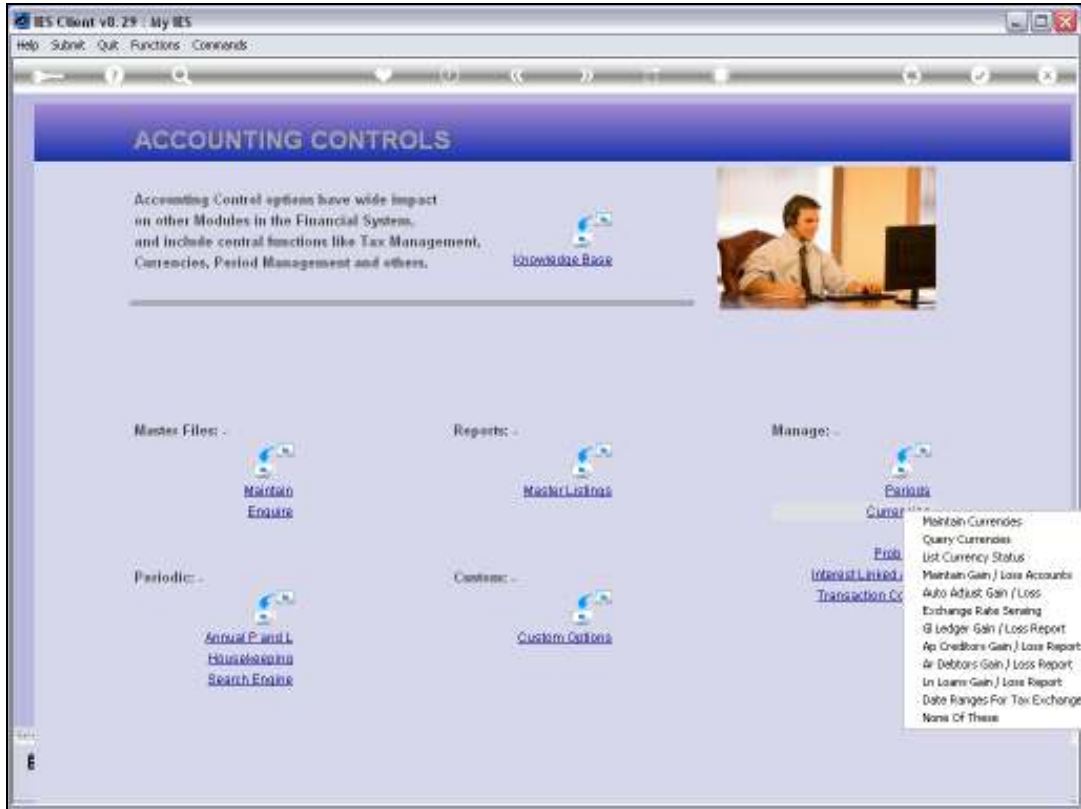 IES Client v8.29 : My IES
Help Submit Quit Functions Commands
ACCOUNTING CONTROLS
Accounting Control options have wide impact
on other Modules in the Financial System,
and include central functions like Tax Management,
Currencies, Period Management and others.
Knowledge Base
Master Files: -
Reports: -
Manage: -
Maintain
Enquire
Master Listings
Periods
Maintain Currencies
Query Currencies
List Currency Status
Maintain Gain / Loss Accounts
Auto Adjust Gain / Loss
Exchange Rate Sensing
Gl Ledger Gain / Loss Report
Ap Creditors Gain / Loss Report
Ar Debtors Gain / Loss Report
Ln Loans Gain / Loss Report
Date Ranges For Tax Exchange
None Of These
Interest Linked
Transaction
Periodic: -
Custom: -
Annual P and L
Housekeeping
Search Engine
Custom Options